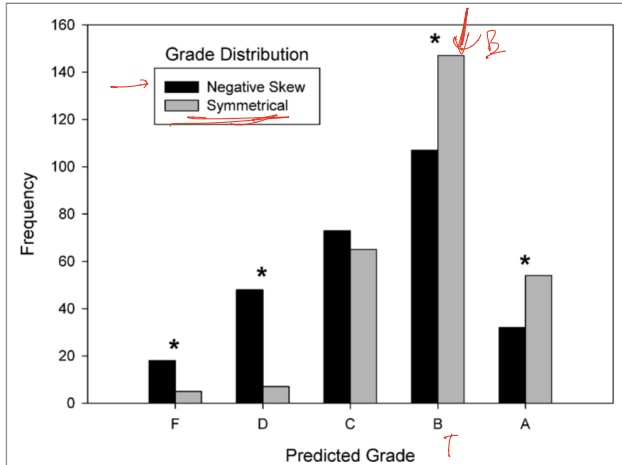 160
140
120
100
80
60
40
20
0
Frequency
Grade Distribution
Negative Skew
Symmetrical
*
*
*
*
B
F
D
C
B
A
Predicted Grade